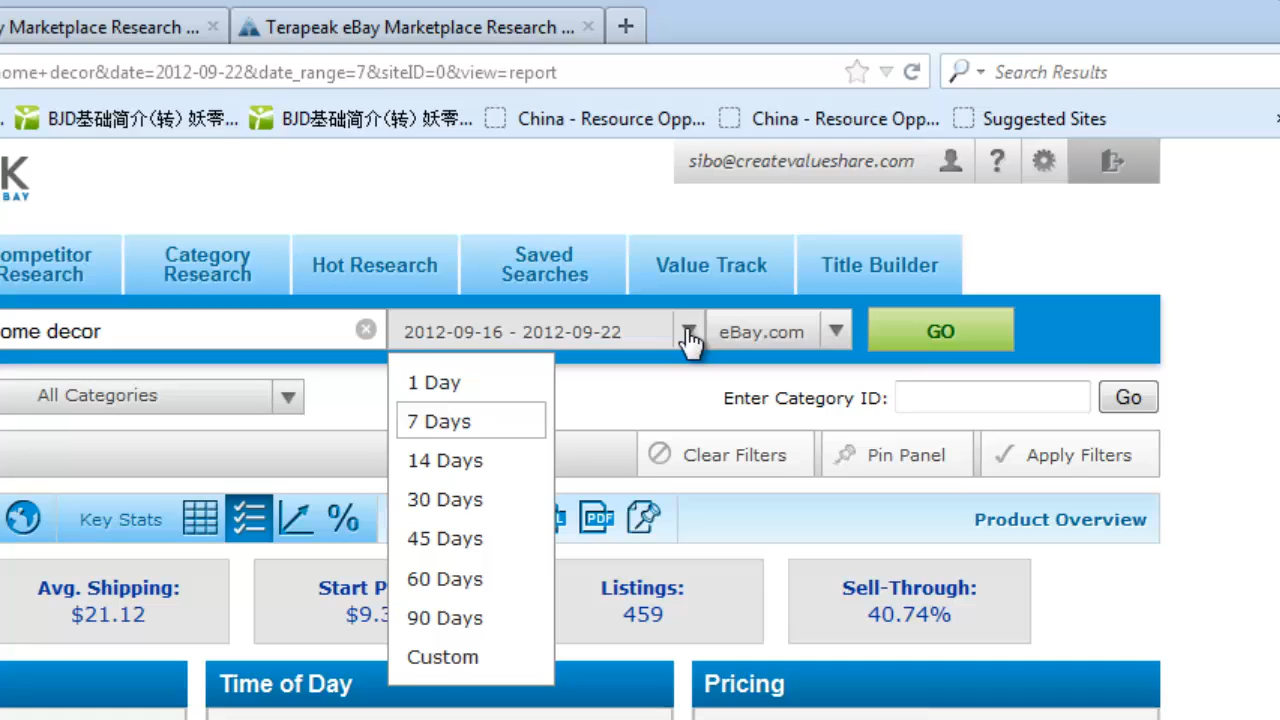 y Marketplace Research ...
Terapeak eBay Marketplace Research ...
ome+decor&date=2012-09-22&date_range=7&siteID=0&view=report
Search Results
BJD基础简介(转) 妖零...
BJD基础简介(转) 妖零...
China - Resource Opp...
China - Resource Opp...
Suggested Sites
K
BAY
sibo@createvalueshare.com
?
ompetitor
Research
Category
Research
Hot Research
Saved
Searches
Value Track
Title Builder
ome decor
2012-09-16 - 2012-09-22
eBay.com
GO
1 Day
7 Days
14 Days
30 Days
45 Days
60 Days
90 Days
Custom
All Categories
Enter Category ID:
Go
Clear Filters
Pin Panel
Apply Filters
Key Stats
%
L
PDF
Product Overview
Avg. Shipping:
$21.12
Start P
$9.3
Listings:
459
Sell-Through:
40.74%
Time of Day
Pricing